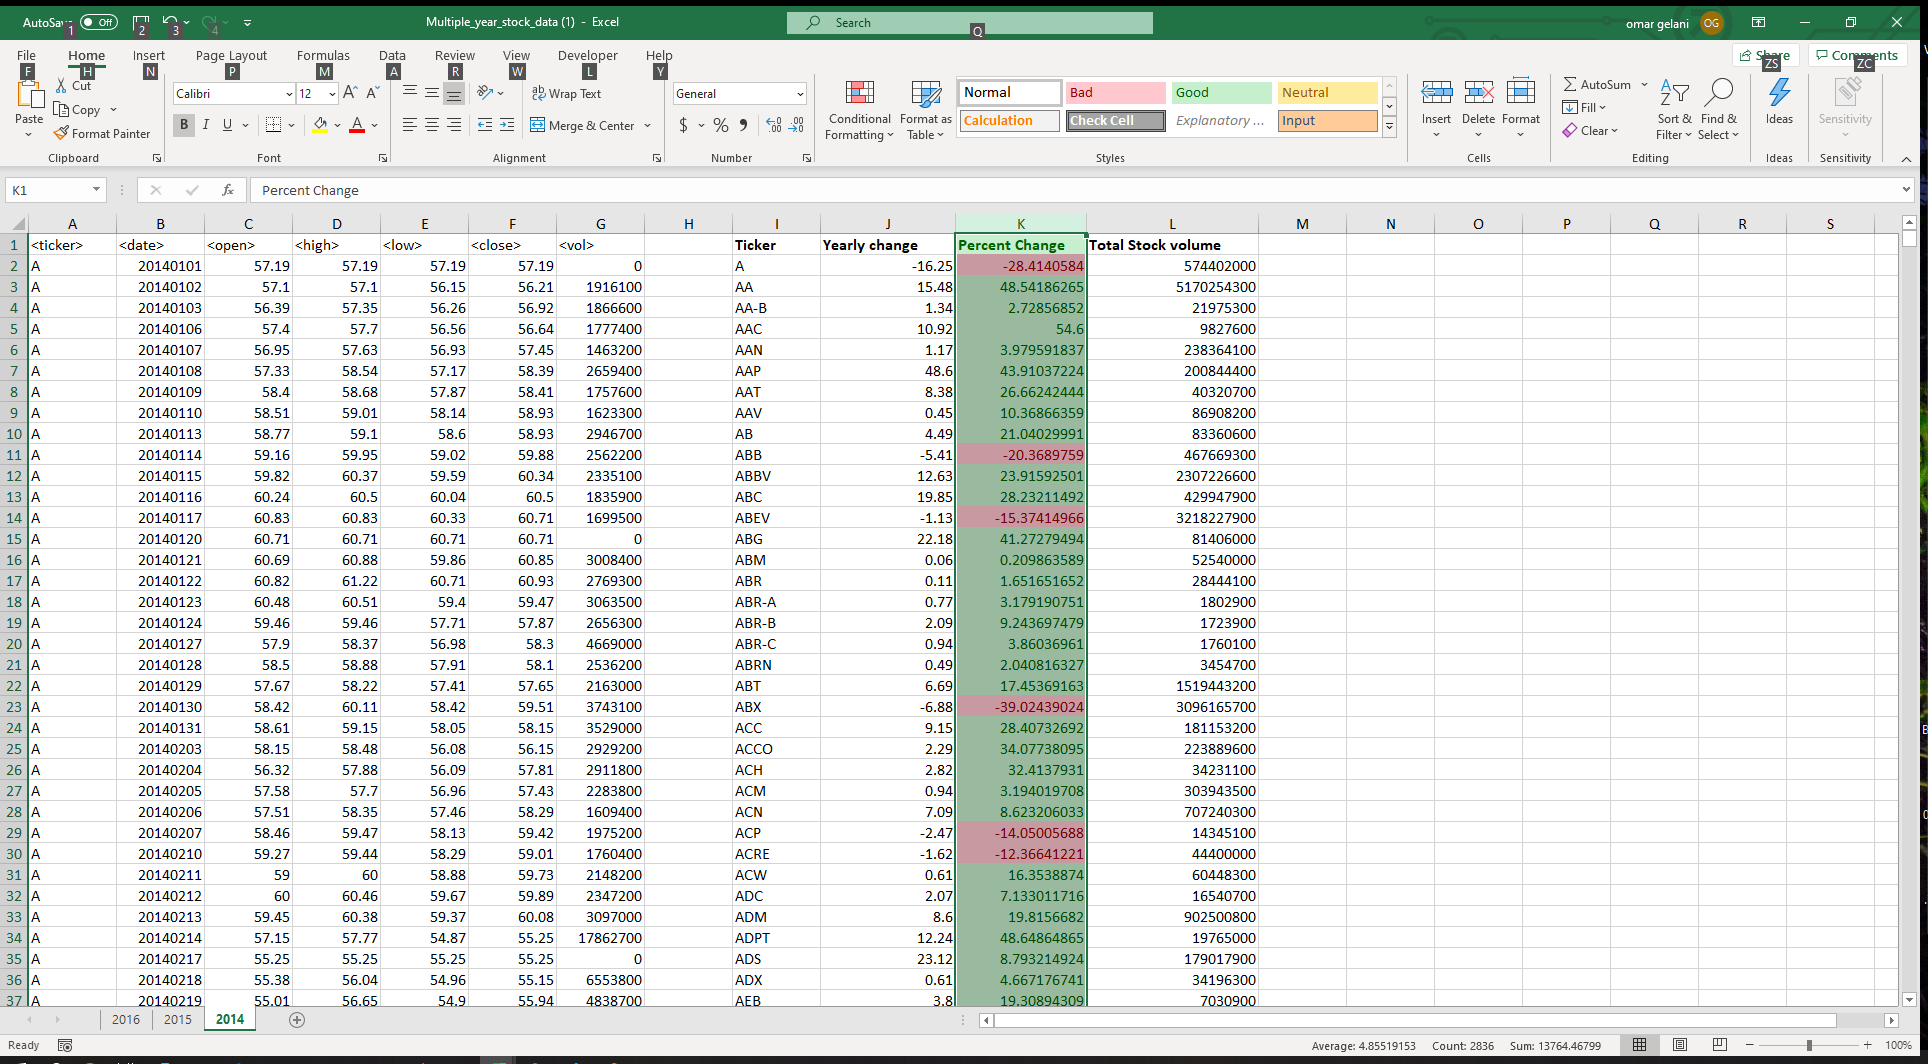 AutoSave Off 1 2 3 4 Multiple_year_stock_data (1) - Excel Search Q omar gelani OG
File Home Insert Page Layout Formulas Data Review View Developer Help Share Comments
F H N P M A R W L Y ZS ZC
Paste Cut Copy Format Painter Clipboard
Calibri 12 B I U A A Font
Wrap Text Merge & Center Alignment
General $ % Number
Conditional Formatting Format as Table
Normal Bad Good Neutral
Calculation Check Cell Explanatory ... Input
Styles
Insert Delete Format Cells
AutoSum Fill Clear Sort & Filter Find & Select Editing
Ideas Ideas
Sensitivity Sensitivity
K1 fx Percent Change
A B C D E F G H I J K L M N O P Q R S
1 <ticker> <date> <open> <high> <low> <close> <vol> Ticker Yearly change Percent Change Total Stock volume
2 A 20140101 57.19 57.19 57.19 57.19 0 A -16.25 -28.4140584 574402000
3 A 20140102 57.1 57.1 56.15 56.21 1916100 AA 15.48 48.54186265 5170254300
4 A 20140103 56.39 57.35 56.26 56.92 1866600 AA-B 1.34 2.72856852 21975300
5 A 20140106 57.4 57.7 56.56 56.64 1777400 AAC 10.92 54.6 9827600
6 A 20140107 56.95 57.63 56.93 57.45 1463200 AAN 1.17 3.979591837 238364100
7 A 20140108 57.33 58.54 57.17 58.39 2659400 AAP 48.6 43.91037224 200844400
8 A 20140109 58.4 58.68 57.87 58.41 1757600 AAT 8.38 26.66242444 40320700
9 A 20140110 58.51 59.01 58.14 58.93 1623300 AAV 0.45 10.36866359 86908200
10 A 20140113 58.77 59.1 58.6 58.93 2946700 AB 4.49 21.04029991 83360600
11 A 20140114 59.16 59.95 59.02 59.88 2562200 ABB -5.41 -20.3689759 467669300
12 A 20140115 59.82 60.37 59.59 60.34 2335100 ABBV 12.63 23.91592501 2307226600
13 A 20140116 60.24 60.5 60.04 60.5 1835900 ABC 19.85 28.23211492 429947900
14 A 20140117 60.83 60.83 60.33 60.71 1699500 ABEV -1.13 -15.37414966 3218227900
15 A 20140120 60.71 60.71 60.71 60.71 0 ABG 22.18 41.27279494 81406000
16 A 20140121 60.69 60.88 59.86 60.85 3008400 ABM 0.06 0.209863589 52540000
17 A 20140122 60.82 61.22 60.71 60.93 2769300 ABR 0.11 1.651651652 28444100
18 A 20140123 60.48 60.51 59.4 59.47 3063500 ABR-A 0.77 3.179190751 1802900
19 A 20140124 59.46 59.46 57.71 57.87 2656300 ABR-B 2.09 9.243697479 1723900
20 A 20140127 57.9 58.37 56.98 58.3 4669000 ABR-C 0.94 3.86036961 1760100
21 A 20140128 58.5 58.88 57.91 58.1 2536200 ABRN 0.49 2.040816327 3454700
22 A 20140129 57.67 58.22 57.41 57.65 2163000 ABT 6.69 17.45369163 1519443200
23 A 20140130 58.42 60.11 58.42 59.51 3743100 ABX -6.88 -39.02439024 3096165700
24 A 20140131 58.61 59.15 58.05 58.15 3529000 ACC 9.15 28.40732692 181153200
25 A 20140203 58.15 58.48 56.08 56.15 2929200 ACCO 2.29 34.07738095 223889600
26 A 20140204 56.32 57.88 56.09 57.81 2911800 ACH 2.82 32.4137931 34231100
27 A 20140205 57.58 57.7 56.96 57.43 2283800 ACM 0.94 3.194019708 303943500
28 A 20140206 57.51 58.35 57.46 58.29 1609400 ACN 7.09 8.623206033 707240300
29 A 20140207 58.46 59.47 58.13 59.42 1975200 ACP -2.47 -14.05005688 14345100
30 A 20140210 59.27 59.44 58.29 59.01 1760400 ACRE -1.62 -12.36641221 44400000
31 A 20140211 59 60 58.88 59.73 2148200 ACW 0.61 16.3538874 60448300
32 A 20140212 60 60.46 59.67 59.89 2347200 ADC 2.07 7.133011716 16540700
33 A 20140213 59.45 60.38 59.37 60.08 3097000 ADM 8.6 19.8156682 902500800
34 A 20140214 57.15 57.77 54.87 55.25 17862700 ADPT 12.24 48.64864865 19765000
35 A 20140217 55.25 55.25 55.25 55.25 0 ADS 23.12 8.793214924 179017900
36 A 20140218 55.38 56.04 54.96 55.15 6553800 ADX 0.61 4.667176741 34196300
37 A 20140219 55.01 56.65 54.9 55.94 4838700 AEB 3.8 19.30894309 7030900
2016 2015 2014
Ready Average: 4.85519153 Count: 2836 Sum: 13764.46799 100%